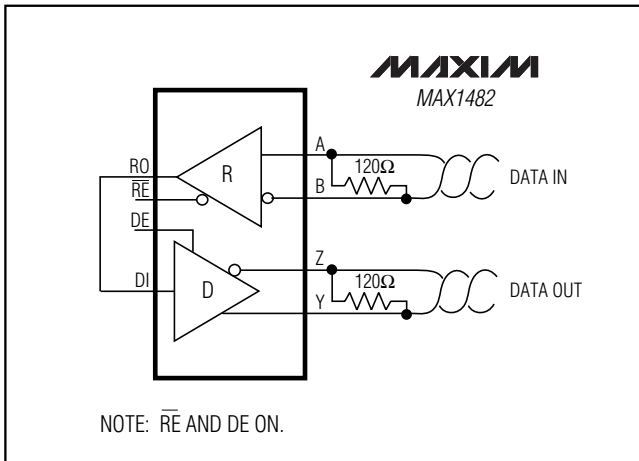 MAXIM
MAX1482
A
RO
R
120Ω
DATA IN
RE
B
DE
Z
DI
D
120Ω
DATA OUT
Y
NOTE: RE AND DE ON.